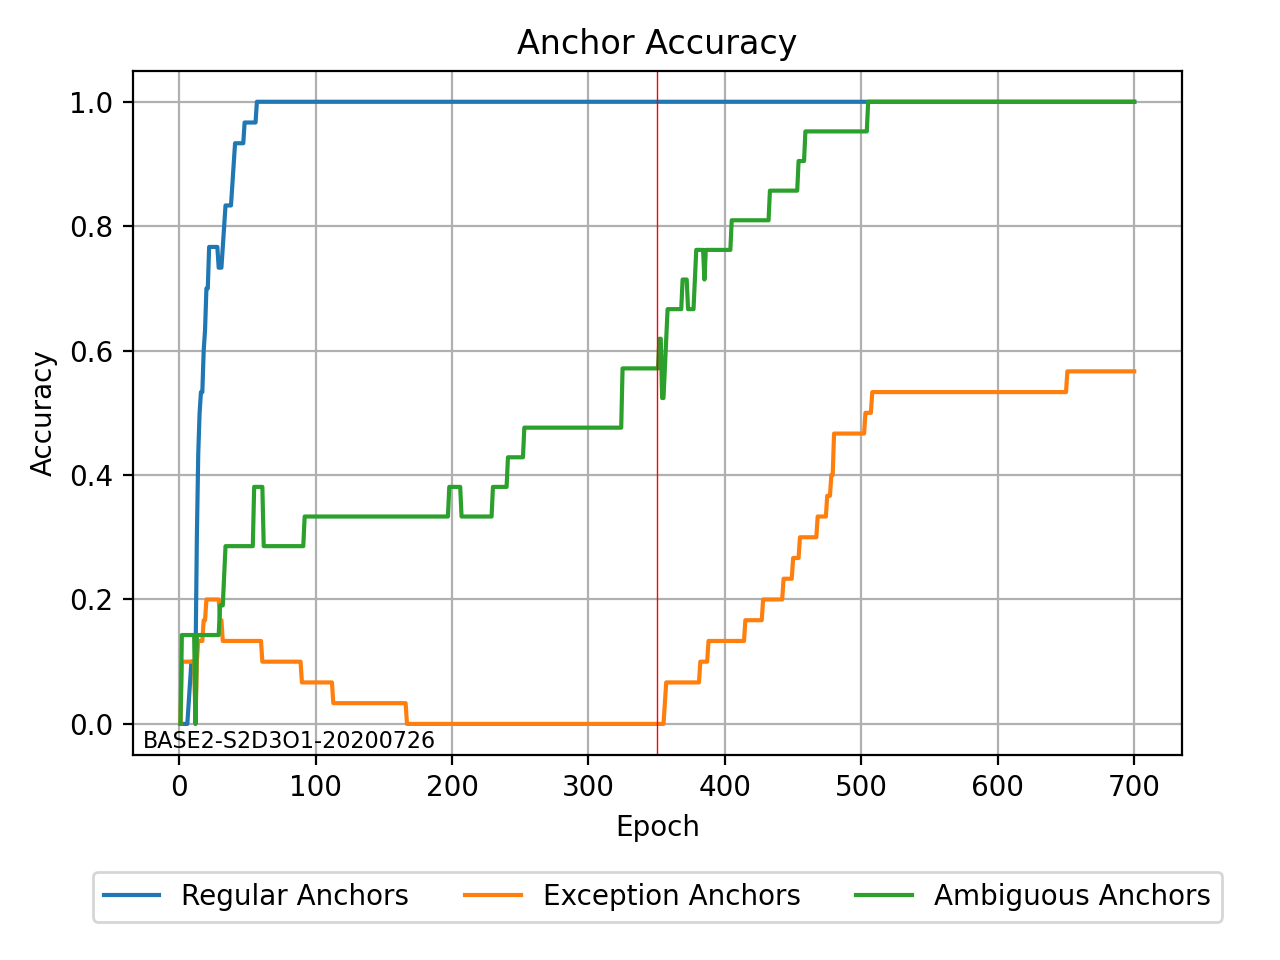 Anchor Accuracy
Accuracy
1.0
0.8
0.6
0.4
0.2
0.0
BASE2-S2D3O1-20200726
0 100 200 300 400 500 600 700
Epoch
Regular Anchors Exception Anchors Ambiguous Anchors